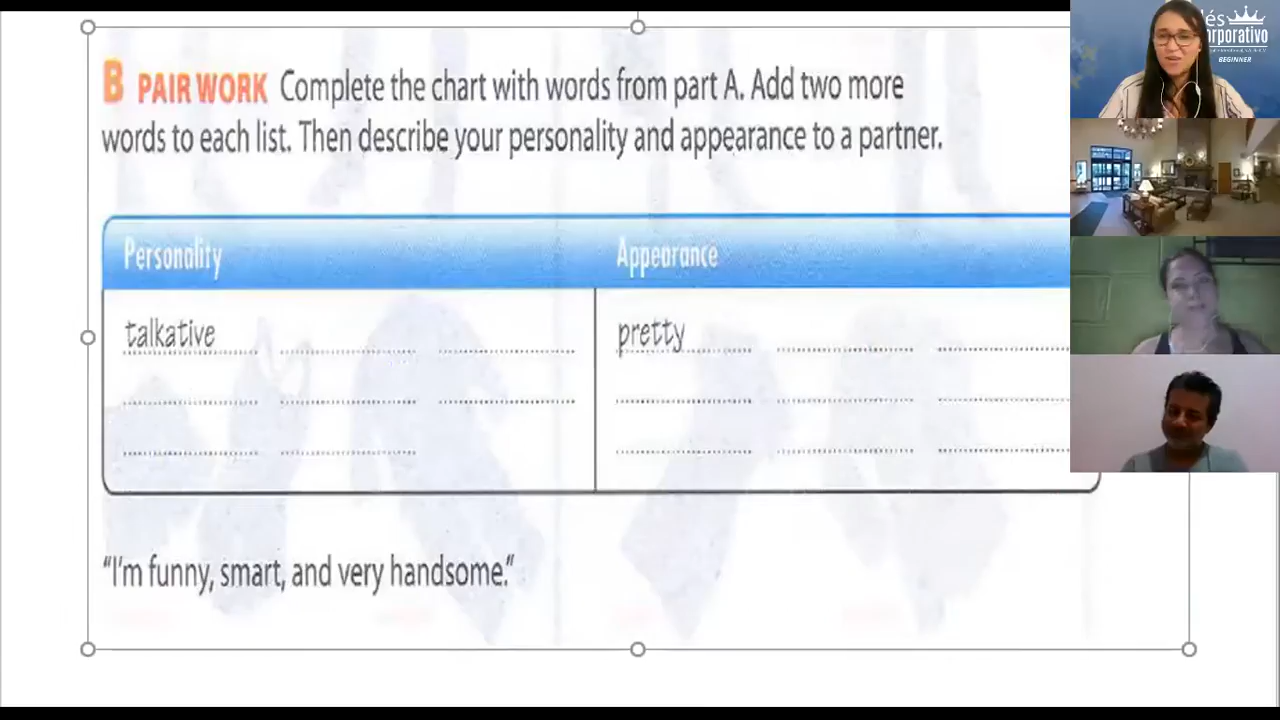 B PAIR WORK Complete the chart with words from part A. Add two more
words to each list. Then describe your personality and appearance to a partner.
Personality
Appearance
talkative
pretty
"I'm funny, smart, and very handsome."
BEGINNER